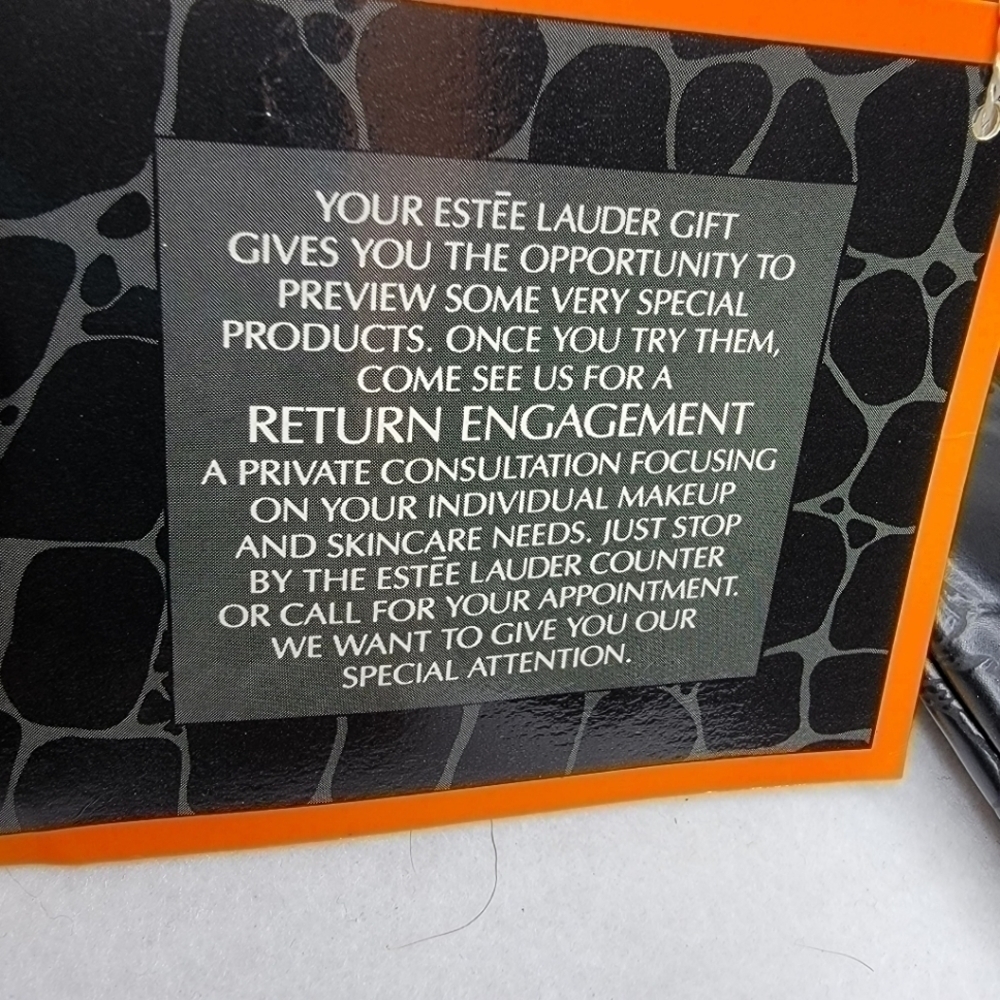 YOUR ESTĒE LAUDER GIFT
GIVES YOU THE OPPORTUNITY TO
PREVIEW SOME VERY SPECIAL
PRODUCTS. ONCE YOU TRY THEM,
COME SEE US FOR A
RETURN ENGAGEMENT
A PRIVATE CONSULTATION FOCUSING
ON YOUR INDIVIDUAL MAKEUP
AND SKINCARE NEEDS. JUST STOP
BY THE ESTĒE LAUDER COUNTER
OR CALL FOR YOUR APPOINTMENT.
WE WANT TO GIVE YOU OUR
SPECIAL ATTENTION.